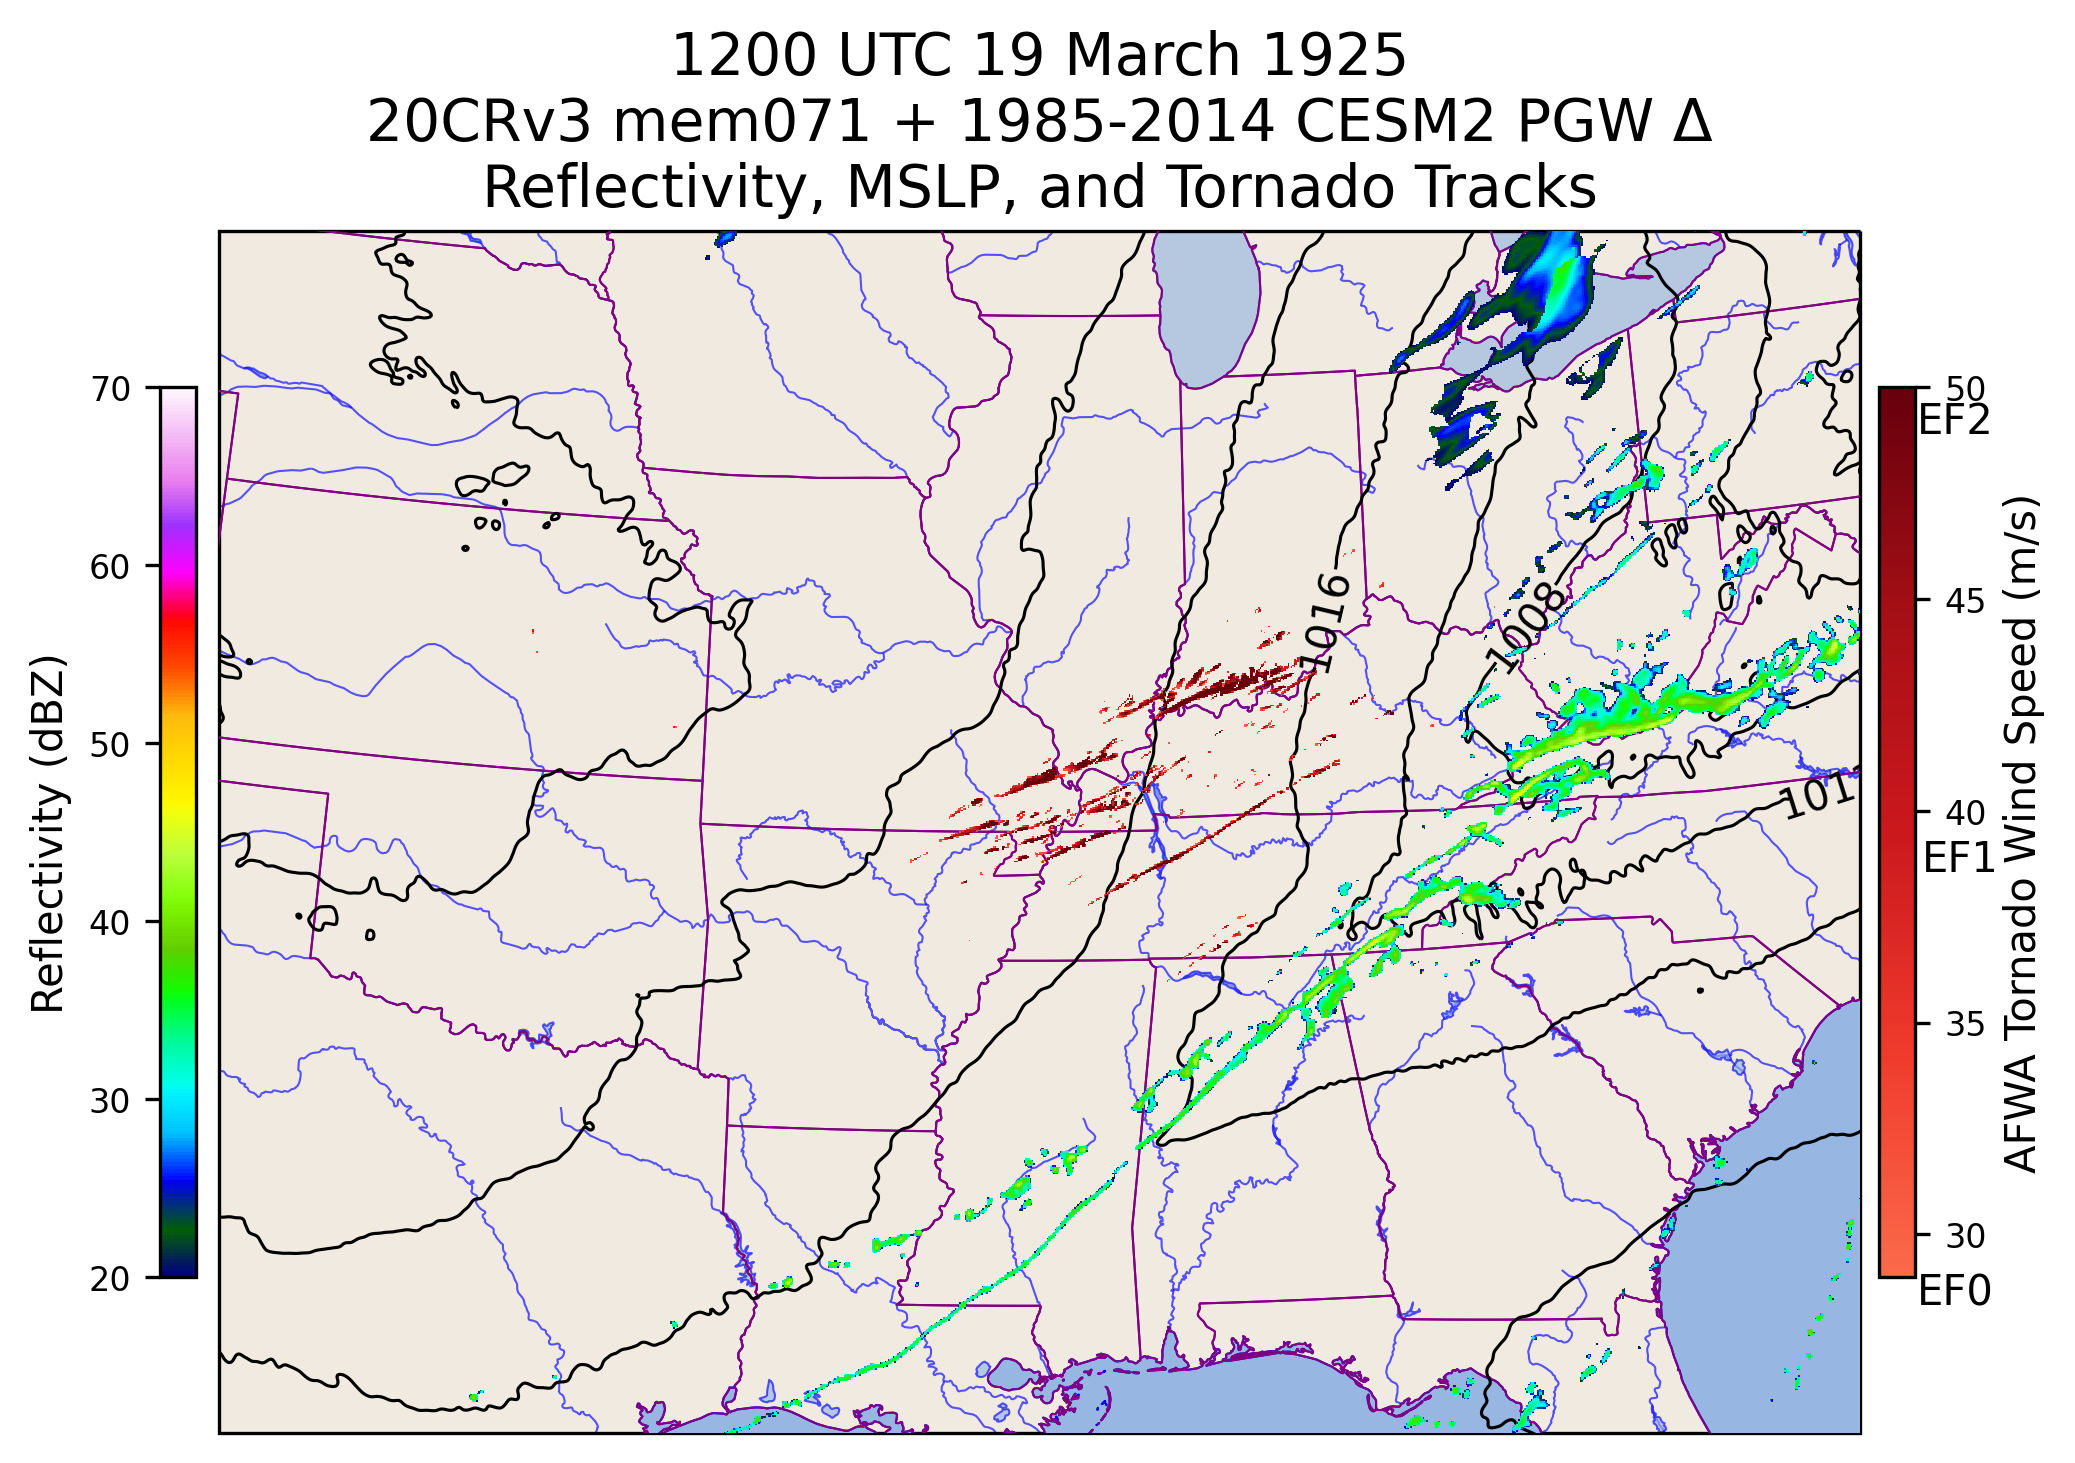 1200 UTC 19 March 1925
20CRv3 mem071 + 1985-2014 CESM2 PGW Δ
Reflectivity, MSLP, and Tornado Tracks
70
60
50
40
30
20
Reflectivity (dBZ)
1016
1008
101
50
EF2
45
40
EF1
35
30
EF0
AFWA Tornado Wind Speed (m/s)